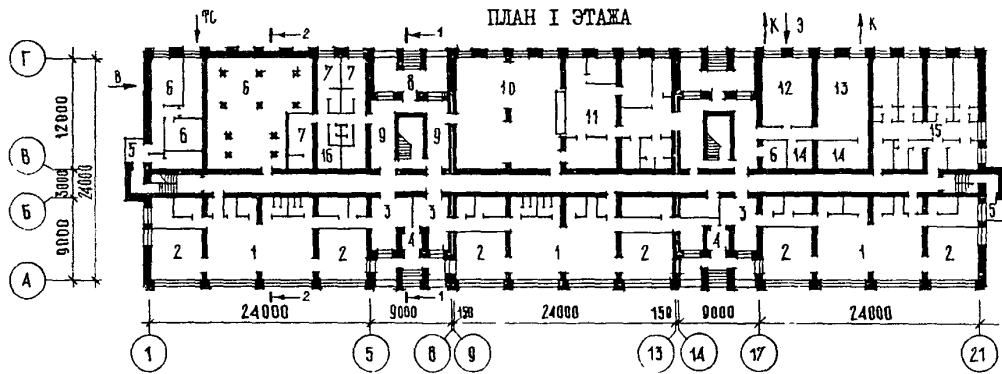 ПЛАН I ЭТАЖА
ТС 2 1 К Э К
Г
В
6 6 7 7 8 10 11 12 13
12000
6 7 16 9 9 6 14 14 15
В 5
3000 24000
Б
3 3 3 5
9000
2 1 2 4 2 1 2 4 2 1 2
А
2 1
24000 9000 150 24000 150 9000 24000
1 5 8 9 13 14 17 21